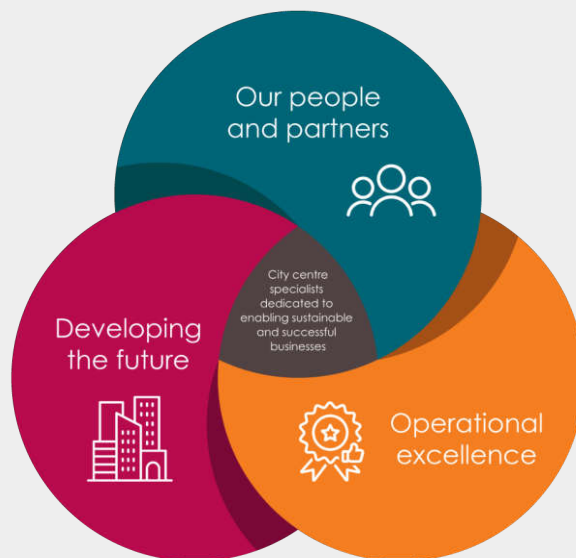 Our people
and partners
City centre
specialists
dedicated to
enabling sustainable
and successful
businesses
Developing
the future
Operational
excellence